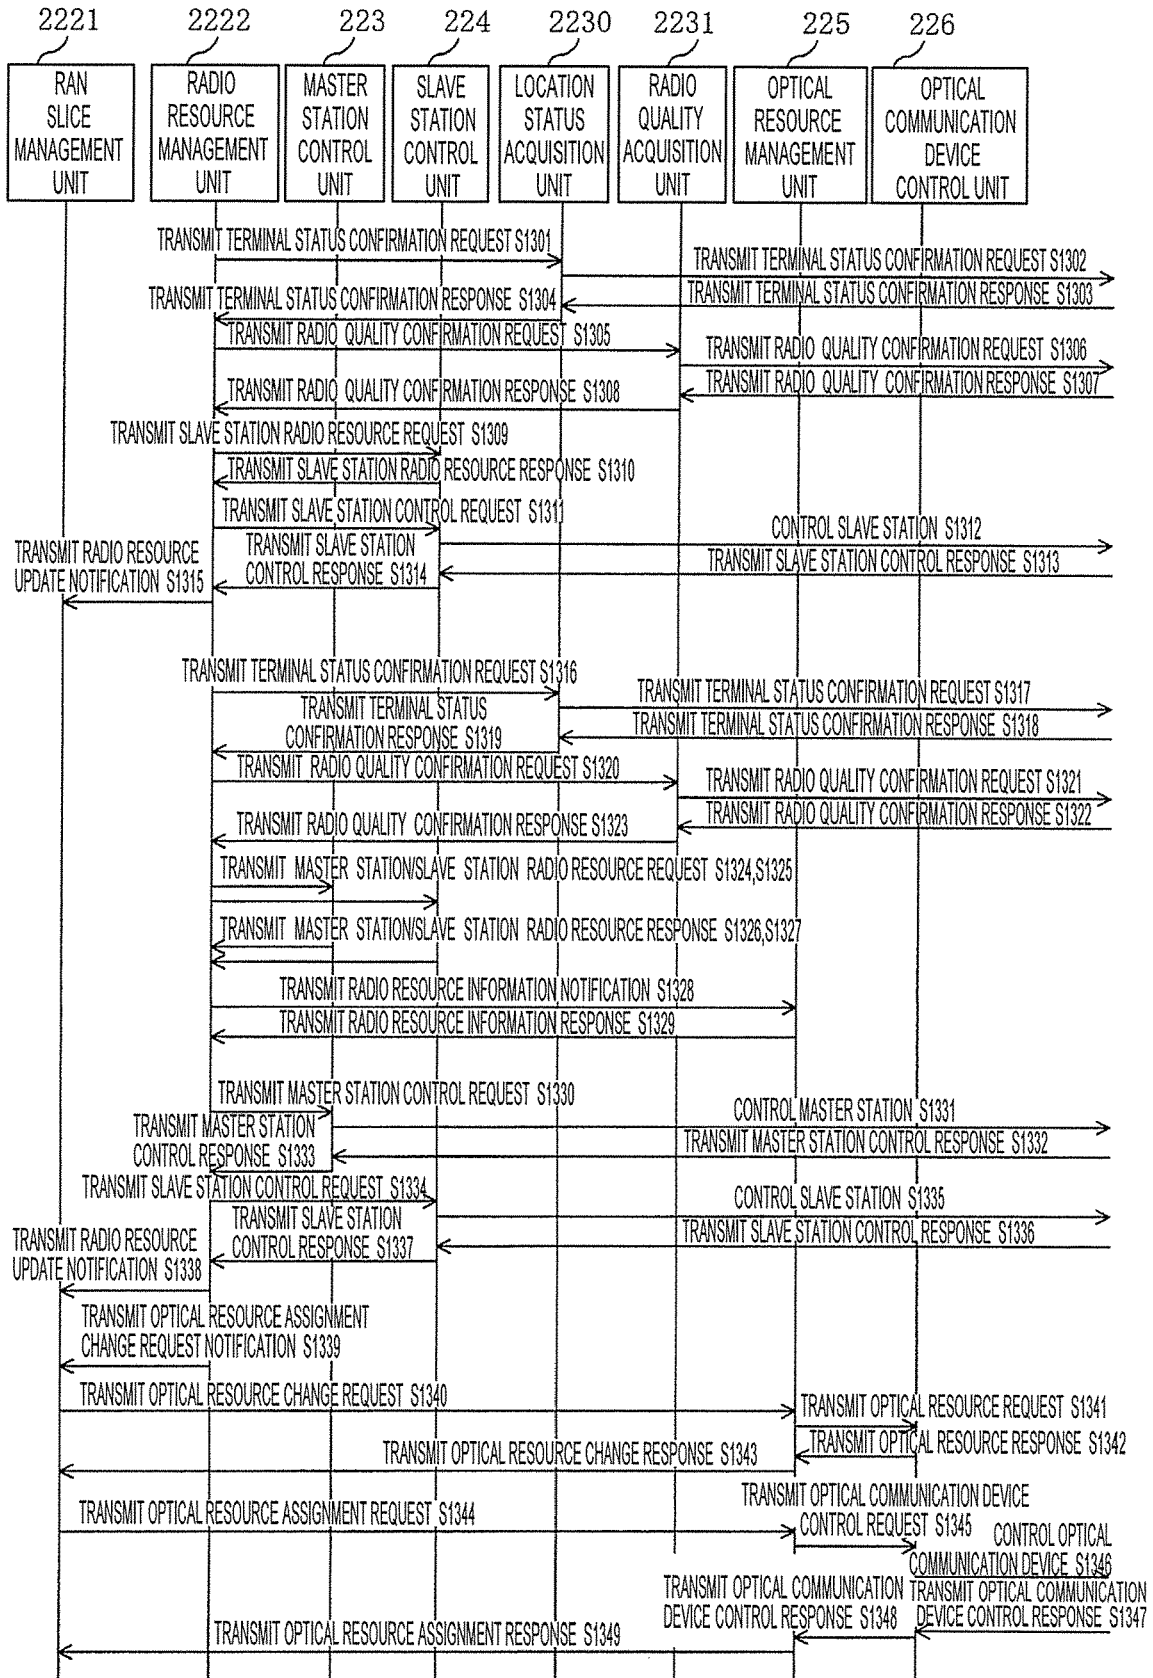 2221 2222 223 224 2230 2231 225 226
RAN
SLICE
MANAGEMENT
UNIT
RADIO
RESOURCE
MANAGEMENT
UNIT
MASTER
STATION
CONTROL
UNIT
SLAVE
STATION
CONTROL
UNIT
LOCATION
STATUS
ACQUISITION
UNIT
RADIO
QUALITY
ACQUISITION
UNIT
OPTICAL
RESOURCE
MANAGEMENT
UNIT
OPTICAL
COMMUNICATION
DEVICE
CONTROL UNIT
TRANSMIT TERMINAL STATUS CONFIRMATION REQUEST S1301
TRANSMIT TERMINAL STATUS CONFIRMATION REQUEST S1302
TRANSMIT TERMINAL STATUS CONFIRMATION RESPONSE S1303
TRANSMIT TERMINAL STATUS CONFIRMATION RESPONSE S1304
TRANSMIT RADIO QUALITY CONFIRMATION REQUEST S1305
TRANSMIT RADIO QUALITY CONFIRMATION REQUEST S1306
TRANSMIT RADIO QUALITY CONFIRMATION RESPONSE S1307
TRANSMIT RADIO QUALITY CONFIRMATION RESPONSE S1308
TRANSMIT SLAVE STATION RADIO RESOURCE REQUEST S1309
TRANSMIT SLAVE STATION RADIO RESOURCE RESPONSE S1310
TRANSMIT SLAVE STATION CONTROL REQUEST S1311
CONTROL SLAVE STATION S1312
TRANSMIT SLAVE STATION CONTROL RESPONSE S1313
TRANSMIT SLAVE STATION
CONTROL RESPONSE S1314
TRANSMIT RADIO RESOURCE
UPDATE NOTIFICATION S1315
TRANSMIT TERMINAL STATUS CONFIRMATION REQUEST S1316
TRANSMIT TERMINAL STATUS CONFIRMATION REQUEST S1317
TRANSMIT TERMINAL STATUS CONFIRMATION RESPONSE S1318
TRANSMIT TERMINAL STATUS
CONFIRMATION RESPONSE S1319
TRANSMIT RADIO QUALITY CONFIRMATION REQUEST S1320
TRANSMIT RADIO QUALITY CONFIRMATION REQUEST S1321
TRANSMIT RADIO QUALITY CONFIRMATION RESPONSE S1322
TRANSMIT RADIO QUALITY CONFIRMATION RESPONSE S1323
TRANSMIT MASTER STATION/SLAVE STATION RADIO RESOURCE REQUEST S1324,S1325
TRANSMIT MASTER STATION/SLAVE STATION RADIO RESOURCE RESPONSE S1326,S1327
TRANSMIT RADIO RESOURCE INFORMATION NOTIFICATION S1328
TRANSMIT RADIO RESOURCE INFORMATION RESPONSE S1329
TRANSMIT MASTER STATION CONTROL REQUEST S1330
CONTROL MASTER STATION S1331
TRANSMIT MASTER STATION CONTROL RESPONSE S1332
TRANSMIT MASTER STATION
CONTROL RESPONSE S1333
TRANSMIT SLAVE STATION CONTROL REQUEST S1334
CONTROL SLAVE STATION S1335
TRANSMIT SLAVE STATION CONTROL RESPONSE S1336
TRANSMIT SLAVE STATION
CONTROL RESPONSE S1337
TRANSMIT RADIO RESOURCE
UPDATE NOTIFICATION S1338
TRANSMIT OPTICAL RESOURCE ASSIGNMENT
CHANGE REQUEST NOTIFICATION S1339
TRANSMIT OPTICAL RESOURCE CHANGE REQUEST S1340
TRANSMIT OPTICAL RESOURCE REQUEST S1341
TRANSMIT OPTICAL RESOURCE RESPONSE S1342
TRANSMIT OPTICAL RESOURCE CHANGE RESPONSE S1343
TRANSMIT OPTICAL RESOURCE ASSIGNMENT REQUEST S1344
TRANSMIT OPTICAL COMMUNICATION DEVICE
CONTROL REQUEST S1345
CONTROL OPTICAL
COMMUNICATION DEVICE S1346
TRANSMIT OPTICAL COMMUNICATION
DEVICE CONTROL RESPONSE S1347
TRANSMIT OPTICAL COMMUNICATION
DEVICE CONTROL RESPONSE S1348
TRANSMIT OPTICAL RESOURCE ASSIGNMENT RESPONSE S1349